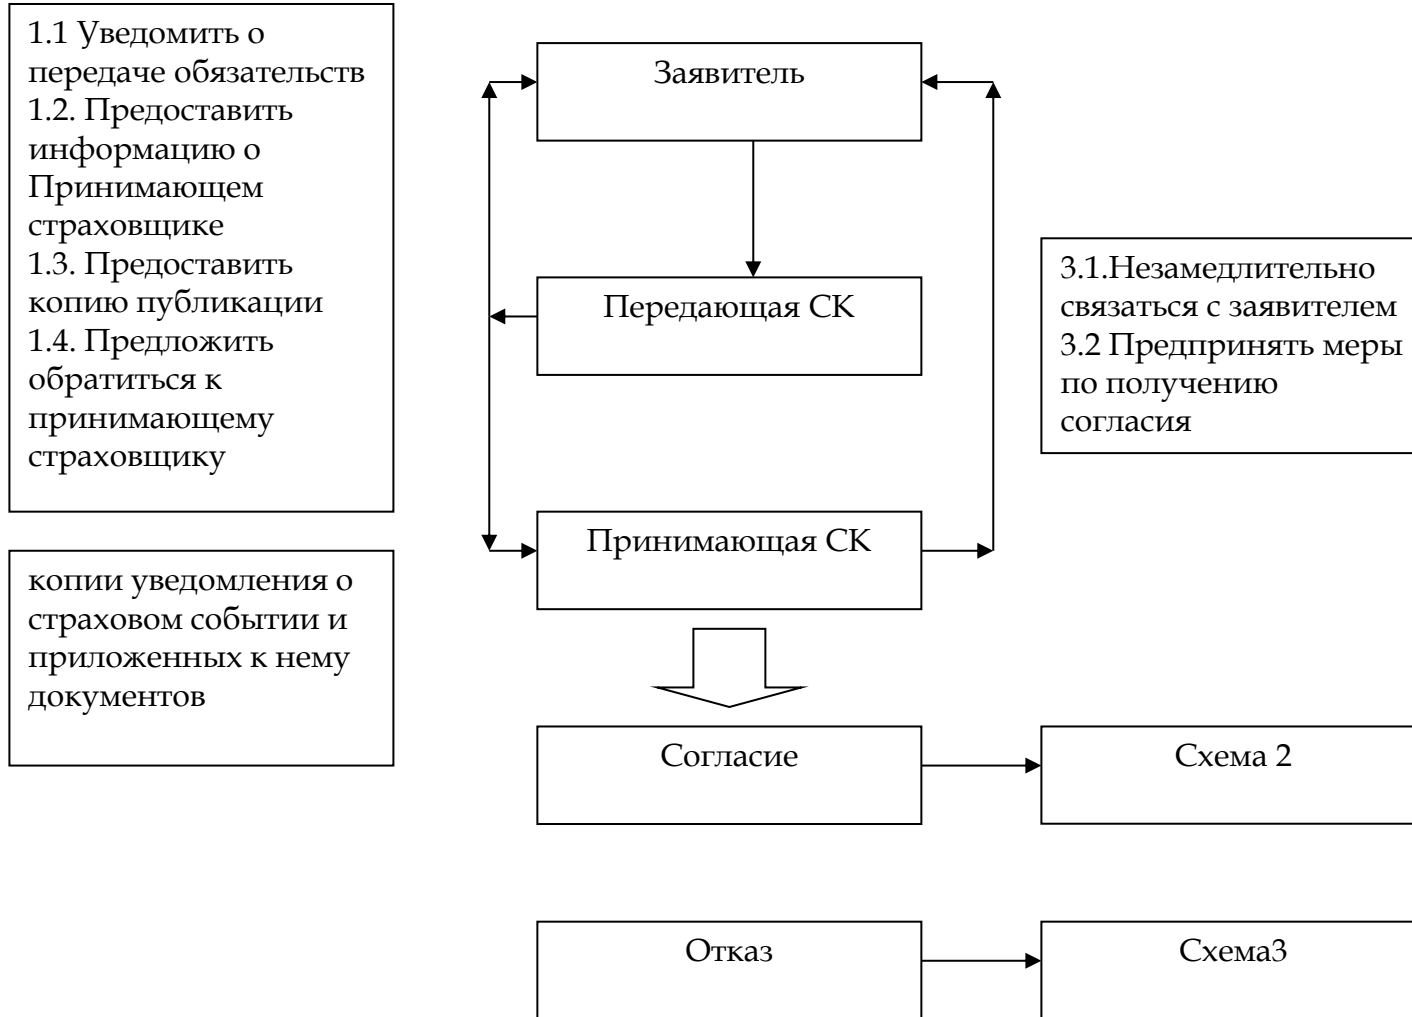 1.1 Уведомить о
передаче обязательств
1.2. Предоставить
информацию о
Принимающем
страховщике
1.3. Предоставить
копию публикации
1.4. Предложить
обратиться к
принимающему
страховщику
Заявитель
Передающая СК
3.1.Незамедлительно
связаться с заявителем
3.2 Предпринять меры
по получению
согласия
Принимающая СК
копии уведомления о
страховом событии и
приложенных к нему
документов
Согласие
Схема 2
Отказ
Схема3